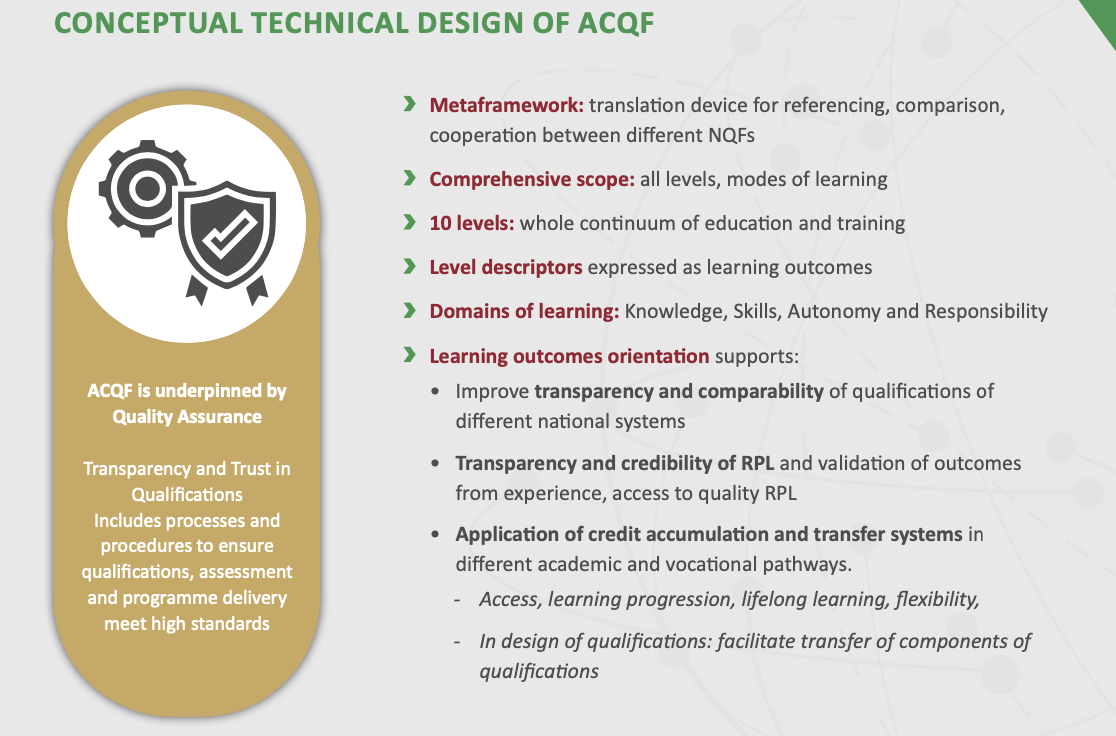 CONCEPTUAL TECHNICAL DESIGN OF ACQF
ACQF is underpinned by
Quality Assurance
Transparency and Trust in
Qualifications
Includes processes and
procedures to ensure
qualifications, assessment
and programme delivery
meet high standards
Metaframework: translation device for referencing, comparison,
cooperation between different NQFs
Comprehensive scope: all levels, modes of learning
10 levels: whole continuum of education and training
Level descriptors expressed as learning outcomes
Domains of learning: Knowledge, Skills, Autonomy and Responsibility
Learning outcomes orientation supports:
• Improve transparency and comparability of qualifications of
different national systems
• Transparency and credibility of RPL and validation of outcomes
from experience, access to quality RPL
• Application of credit accumulation and transfer systems in
different academic and vocational pathways.
- Access, learning progression, lifelong learning, flexibility,
- In design of qualifications: facilitate transfer of components of
qualifications